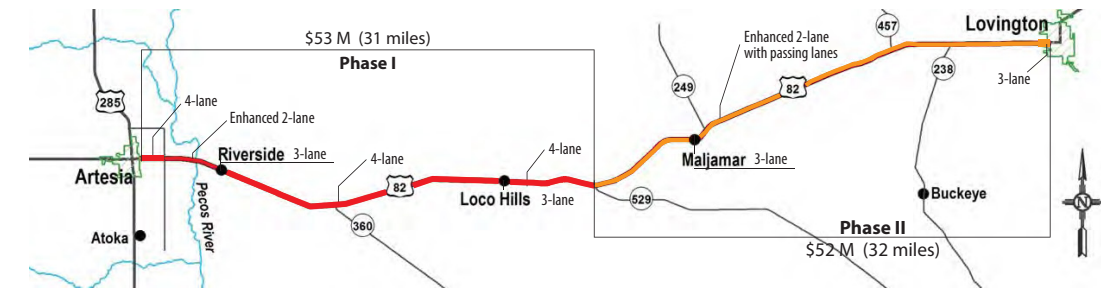 Lovington
457
$53 M (31 miles)
Phase I
Enhanced 2-lane
with passing lanes
238
3-lane
249
82
285
4-lane
Enhanced 2-lane
Riverside 3-lane
4-lane
4-lane
Maljamar 3-lane
Artesia
82
Loco Hills 3-lane
529
Buckeye
N
Pecos River
360
Atoka
Phase II
$52 M (32 miles)